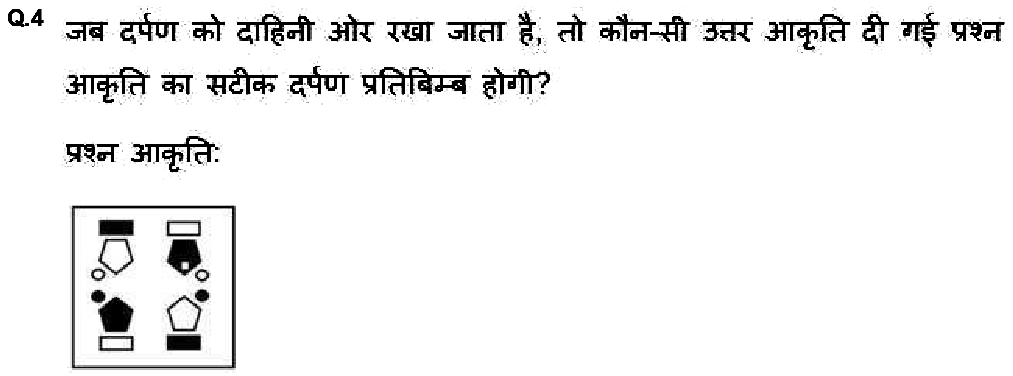 Q.4 जब दर्पण को दाहिनी ओर रखा जाता है, तो कौन-सी उत्तर आकृति दी गई प्रश्न
आकृति का सटीक दर्पण प्रतिबिम्ब होगी?
प्रश्न आकृति: